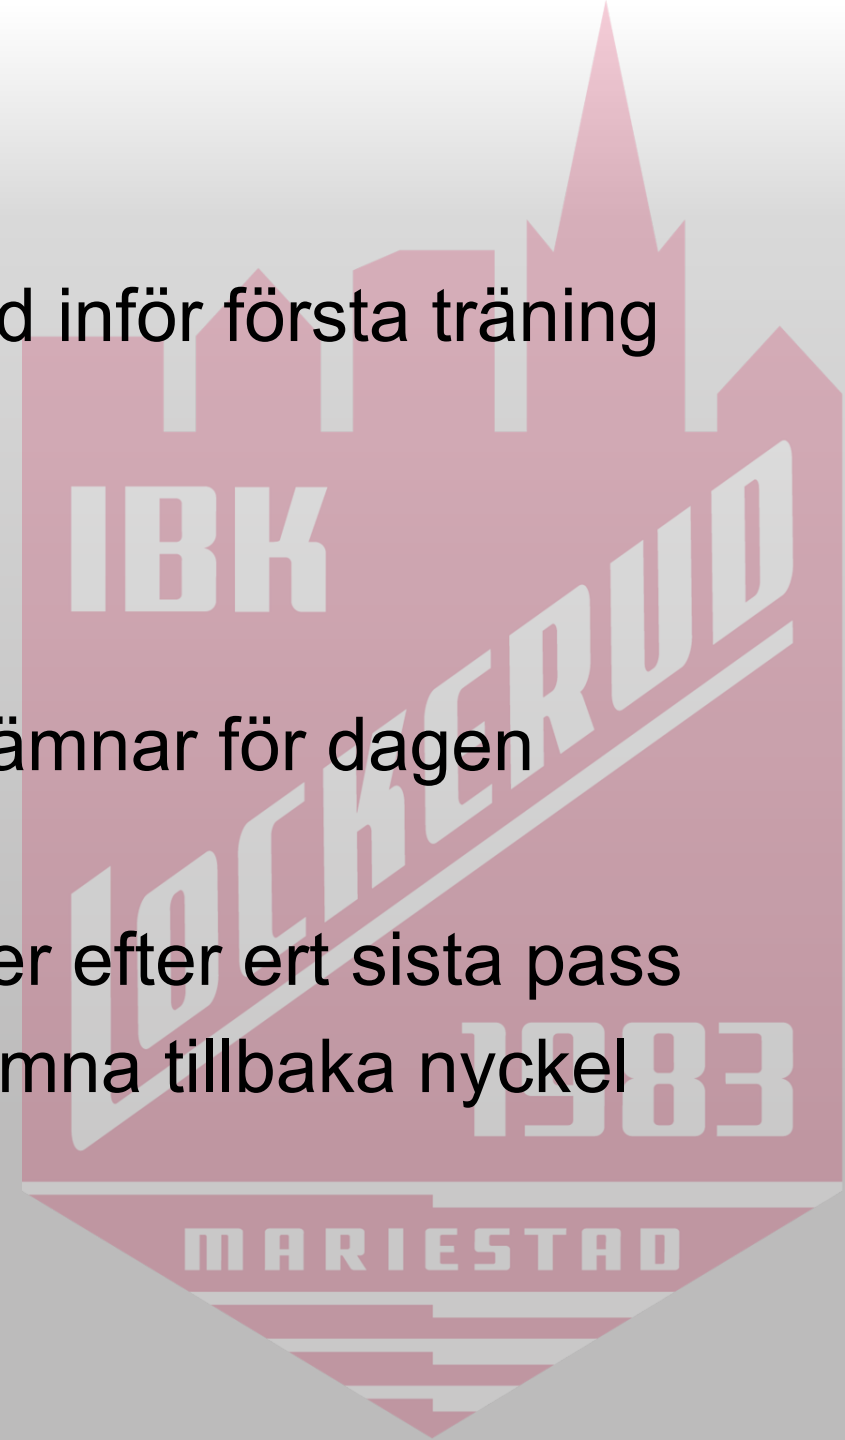 d inför första träning
IBK
LOCKERUD
ämnar för dagen
er efter ert sista pass
1983
mna tillbaka nyckel
MARIESTAD